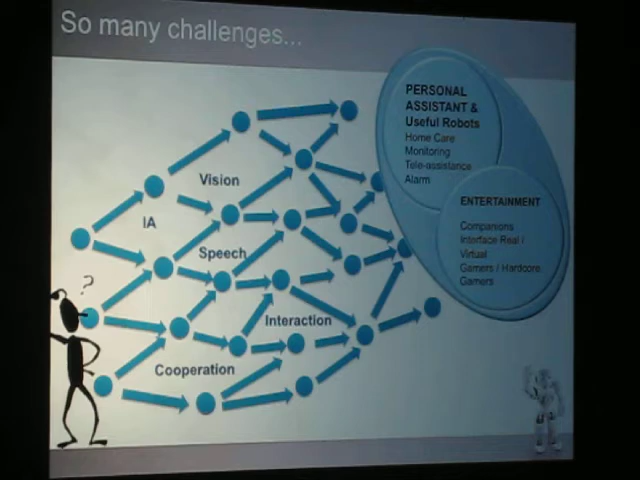 So many challenges...
PERSONAL
ASSISTANT &
Useful Robots
Home Care
Monitoring
Tele-assistance
Alarm
ENTERTAINMENT
Companions
Interface Real /
Virtual
Gamers / Hardcore
Gamers
Vision
IA
Speech
Interaction
Cooperation
?